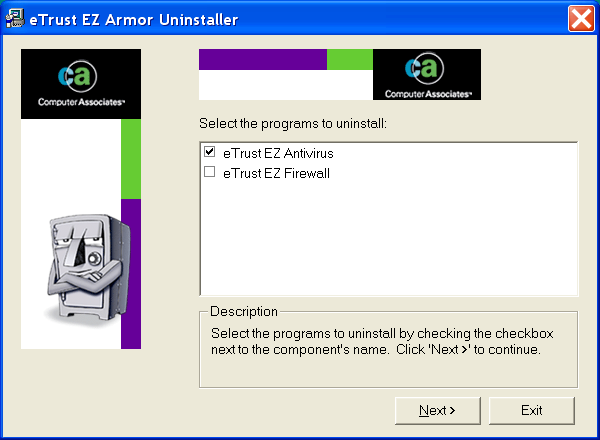 eTrust EZ Armor Uninstaller
ca
Computer Associates™
ca
Computer Associates™
Select the programs to uninstall:
eTrust EZ Antivirus
eTrust EZ Firewall
Description
Select the programs to uninstall by checking the checkbox
next to the component's name.  Click 'Next >' to continue.
Next >
Exit